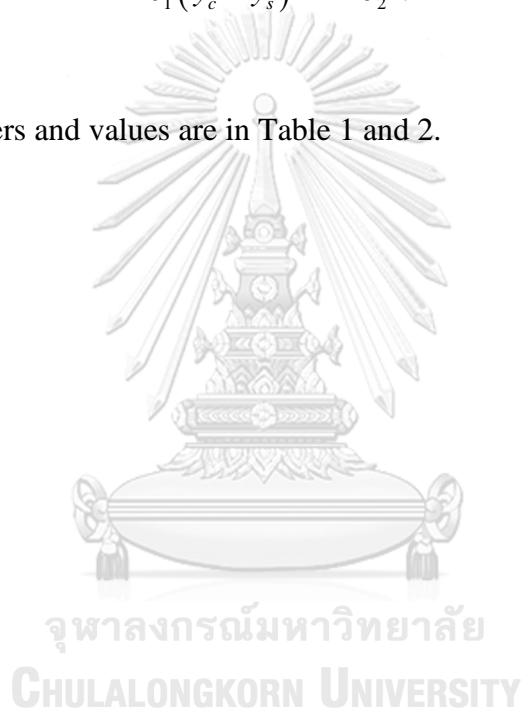 ers and values are in Table 1 and 2.
จุฬาลงกรณ์มหาวิทยาลัย
CHULALONGKORN UNIVERSITY